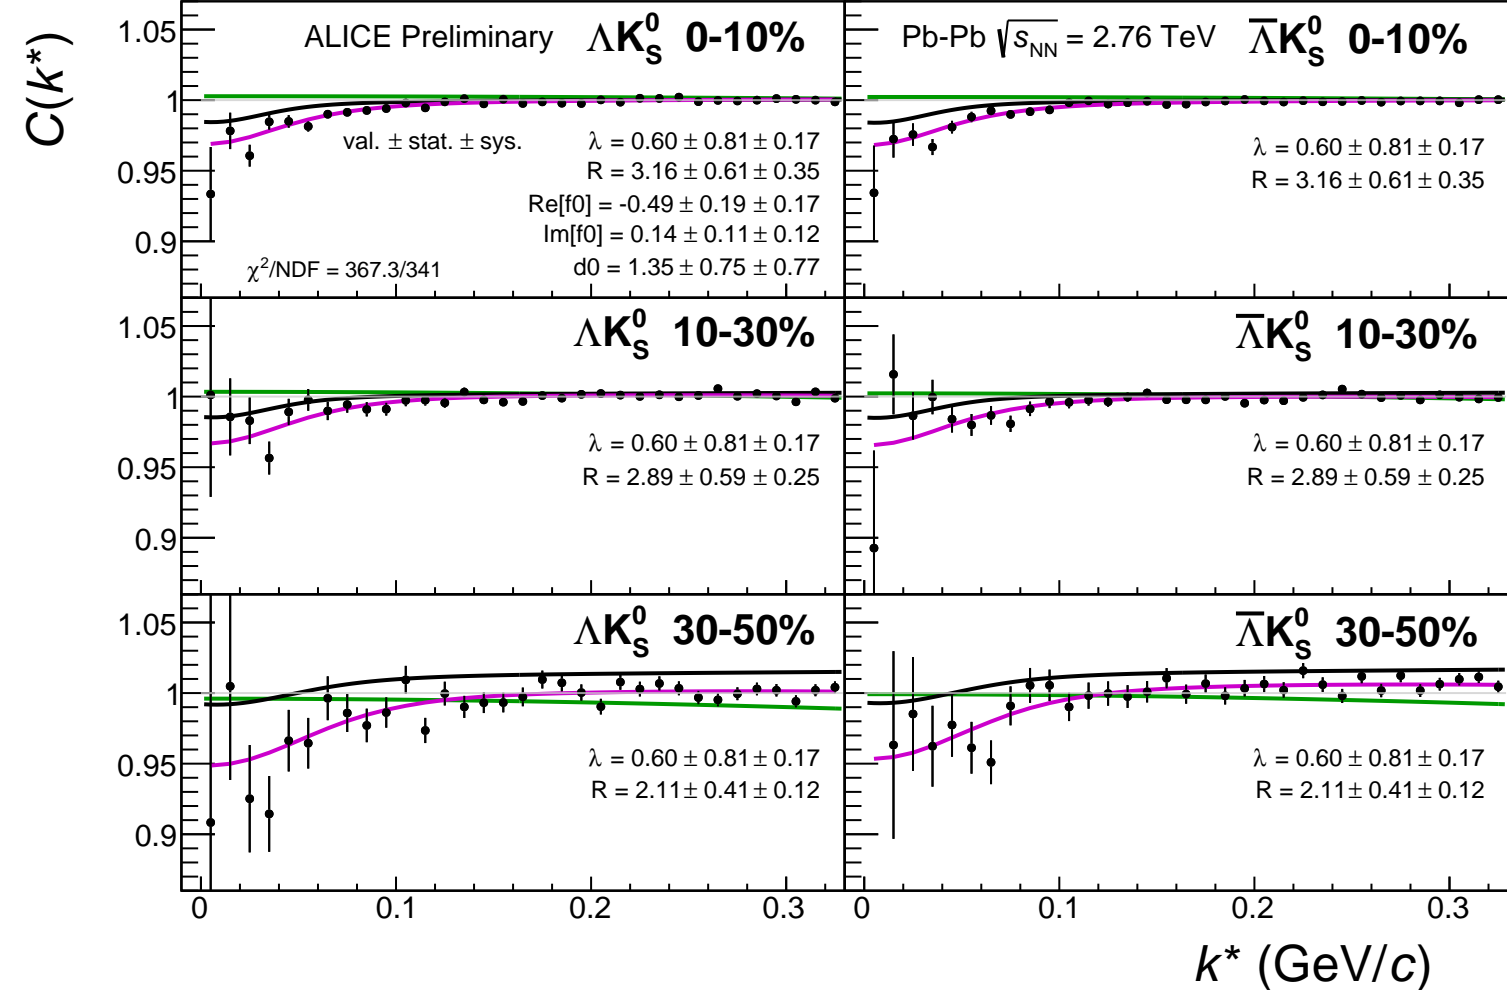 C(k*)
ALICE Preliminary ΛK⁰_S 0-10%
1.05
1
0.95
0.9
val. ± stat. ± sys.
λ = 0.60 ± 0.81 ± 0.17
R = 3.16 ± 0.61 ± 0.35
Re[f0] = -0.49 ± 0.19 ± 0.17
Im[f0] = 0.14 ± 0.11 ± 0.12
d0 = 1.35 ± 0.75 ± 0.77
χ²/NDF = 367.3/341
Pb-Pb √s_NN = 2.76 TeV Λ̅K⁰_S 0-10%
λ = 0.60 ± 0.81 ± 0.17
R = 3.16 ± 0.61 ± 0.35
ΛK⁰_S 10-30%
1.05
1
0.95
0.9
λ = 0.60 ± 0.81 ± 0.17
R = 2.89 ± 0.59 ± 0.25
Λ̅K⁰_S 10-30%
λ = 0.60 ± 0.81 ± 0.17
R = 2.89 ± 0.59 ± 0.25
ΛK⁰_S 30-50%
1.05
1
0.95
0.9
λ = 0.60 ± 0.81 ± 0.17
R = 2.11 ± 0.41 ± 0.12
Λ̅K⁰_S 30-50%
λ = 0.60 ± 0.81 ± 0.17
R = 2.11 ± 0.41 ± 0.12
0 0.1 0.2 0.3
0 0.1 0.2 0.3
k* (GeV/c)